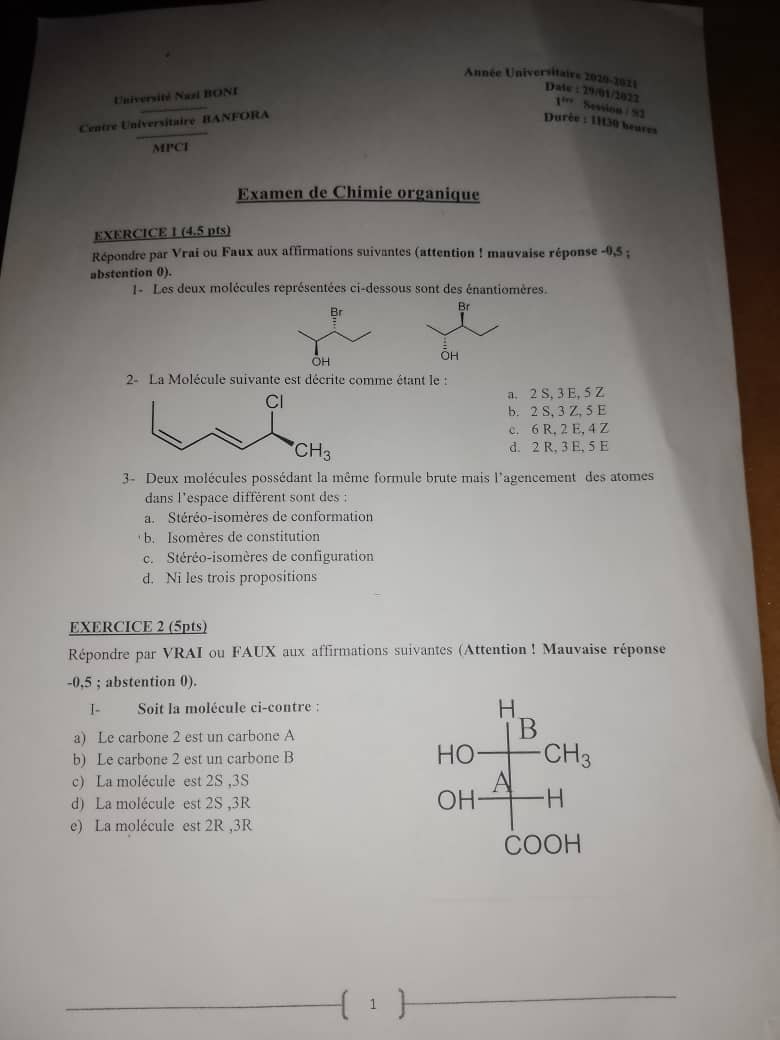 Université Nazi BONI
Centre Universitaire BANFORA
MPCI
Année Universitaire 2020-2021
Date : 29/01/2022
1ère Session / S2
Durée : 1H30 heures
Examen de Chimie organique
EXERCICE 1 (4.5 pts)
Répondre par Vrai ou Faux aux affirmations suivantes (attention ! mauvaise réponse -0,5 ;
abstention 0).
1- Les deux molécules représentées ci-dessous sont des énantiomères.
Br
OH
Br
OH
2- La Molécule suivante est décrite comme étant le :
Cl
CH3
a. 2 S, 3 E, 5 Z
b. 2 S, 3 Z, 5 E
c. 6 R, 2 E, 4 Z
d. 2 R, 3 E, 5 E
3- Deux molécules possédant la même formule brute mais l'agencement des atomes
dans l'espace différent sont des :
a. Stéréo-isomères de conformation
b. Isomères de constitution
c. Stéréo-isomères de configuration
d. Ni les trois propositions
EXERCICE 2 (5pts)
Répondre par VRAI ou FAUX aux affirmations suivantes (Attention ! Mauvaise réponse
-0,5 ; abstention 0).
I- Soit la molécule ci-contre :
a) Le carbone 2 est un carbone A
b) Le carbone 2 est un carbone B
c) La molécule est 2S ,3S
d) La molécule est 2S ,3R
e) La molécule est 2R ,3R
H
B
HO CH3
A
OH H
COOH
1